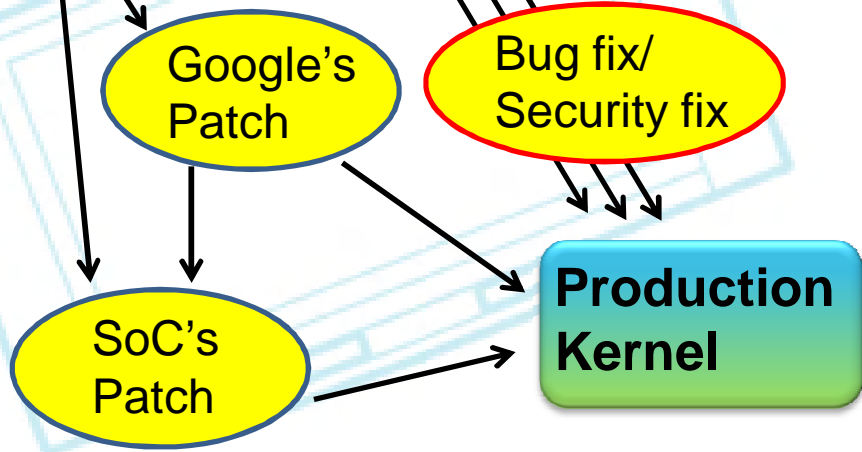 Google’s
Patch
Bug fix/
Security fix
SoC’s
Patch
Production
Kernel